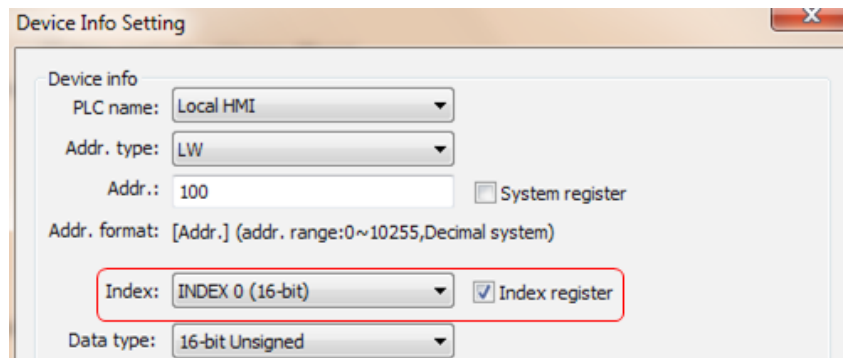 Device Info Setting
Device info
PLC name: Local HMI
Addr. type: LW
Addr.: 100 System register
Addr. format: [Addr.] (addr. range:0~10255,Decimal system)
Index: INDEX 0 (16-bit) Index register
Data type: 16-bit Unsigned